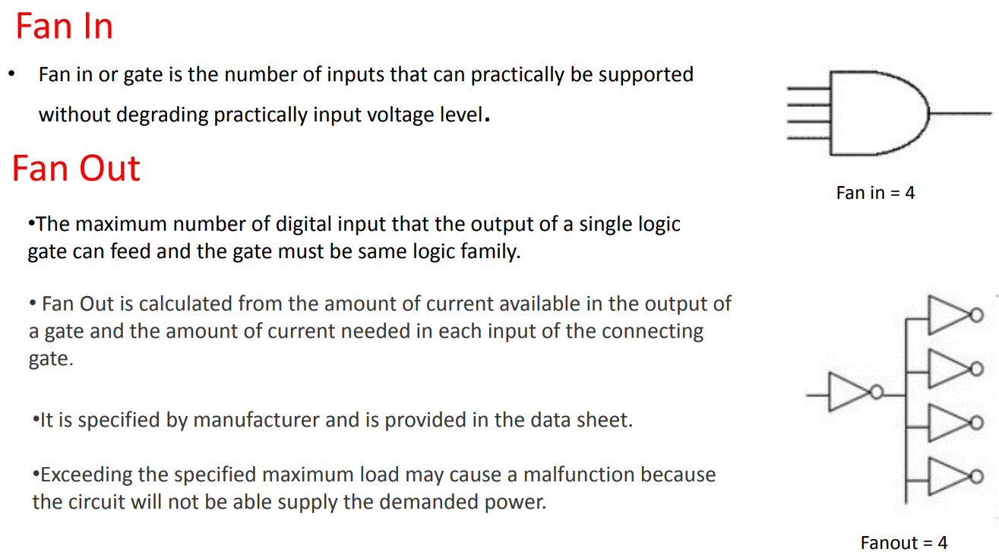 Fan In
• Fan in or gate is the number of inputs that can practically be supported
without degrading practically input voltage level.
Fan in = 4
Fan Out
•The maximum number of digital input that the output of a single logic
gate can feed and the gate must be same logic family.
• Fan Out is calculated from the amount of current available in the output of
a gate and the amount of current needed in each input of the connecting
gate.
•It is specified by manufacturer and is provided in the data sheet.
•Exceeding the specified maximum load may cause a malfunction because
the circuit will not be able supply the demanded power.
Fanout = 4